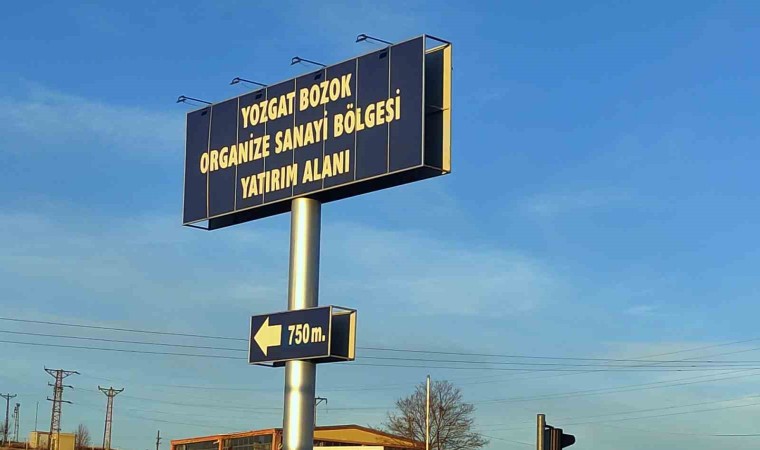 YOZGAT BOZOK
ORGANİZE SANAYİ BÖLGESİ
YATIRIM ALANI
750 m.